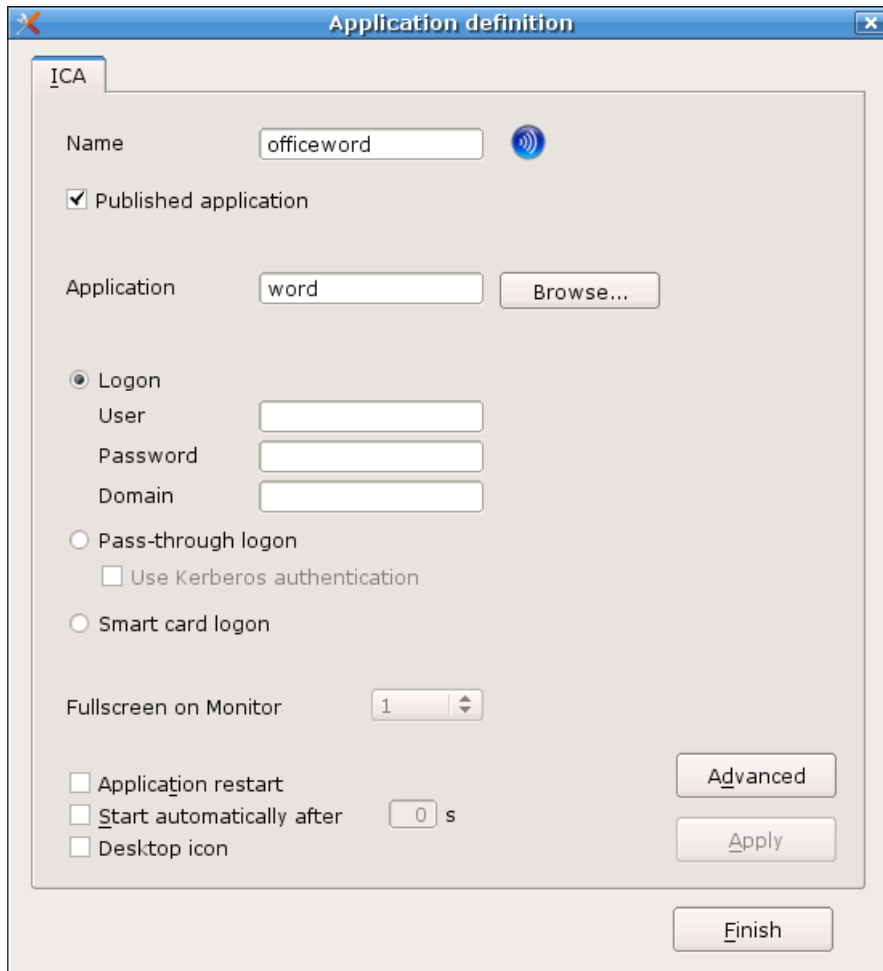 Application definition
ICA
Name officeword
Published application
Application word Browse...
Logon
User
Password
Domain
Pass-through logon
Use Kerberos authentication
Smart card logon
Fullscreen on Monitor 1
Application restart Advanced
Start automatically after 0 s
Desktop icon Apply
Finish